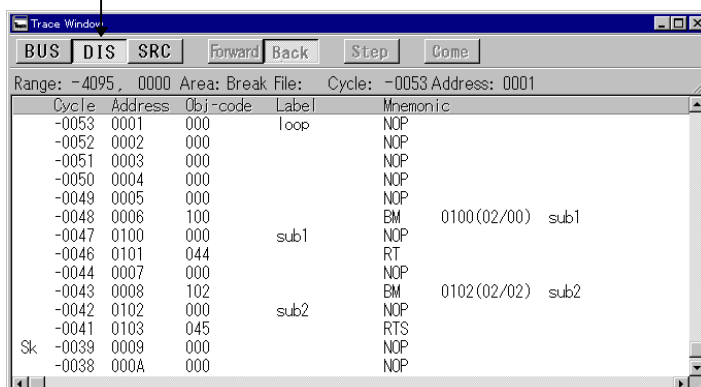 Trace Window
BUS DIS SRC Forward Back Step Come
Range: -4095, 0000 Area: Break File: Cycle: -0053 Address: 0001
Cycle Address Obj-code Label Mnemonic
-0053 0001 000 loop NOP
-0052 0002 000 NOP
-0051 0003 000 NOP
-0050 0004 000 NOP
-0049 0005 000 NOP
-0048 0006 100 BM 0100(02/00) sub1
-0047 0100 000 sub1 NOP
-0046 0101 044 RT
-0044 0007 000 NOP
-0043 0008 102 BM 0102(02/02) sub2
-0042 0102 000 sub2 NOP
-0041 0103 045 RTS
Sk -0039 0009 000 NOP
-0038 000A 000 NOP